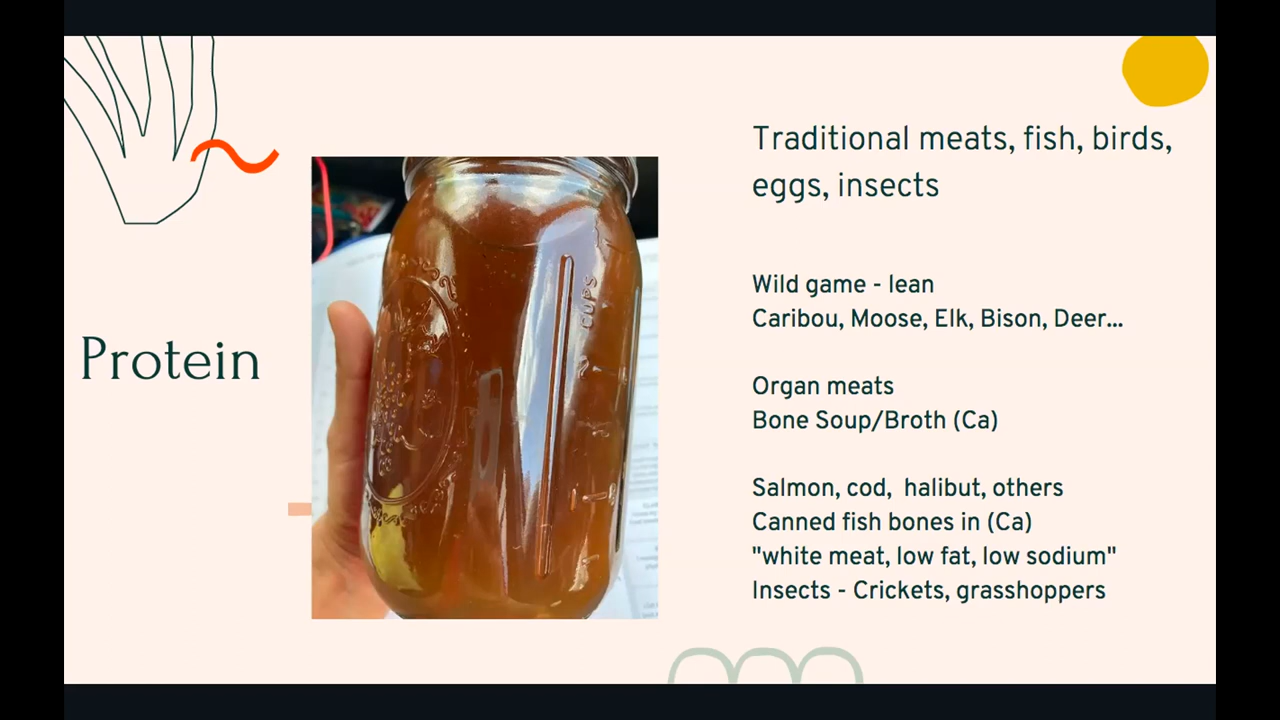 Protein
Traditional meats, fish, birds,
eggs, insects
Wild game - lean
Caribou, Moose, Elk, Bison, Deer...
Organ meats
Bone Soup/Broth (Ca)
Salmon, cod, halibut, others
Canned fish bones in (Ca)
"white meat, low fat, low sodium"
Insects - Crickets, grasshoppers
CUPS